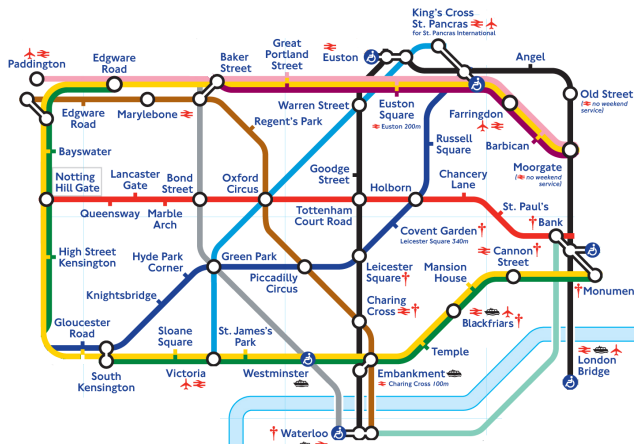 King's Cross
St. Pancras
for St. Pancras International
Great
Portland
Street
Euston
Angel
Paddington
Edgware
Road
Baker
Street
Old Street
(no weekend
service)
Warren Street
Euston
Square
Euston 200m
Farringdon
Edgware
Road
Marylebone
Regent's Park
Barbican
Russell
Square
Bayswater
Moorgate
(no weekend
service)
Goodge
Street
Notting
Hill Gate
Lancaster
Gate
Bond
Street
Oxford
Circus
Holborn
Chancery
Lane
Queensway
Marble
Arch
Tottenham
Court Road
St. Paul's
†Bank
Covent Garden†
Leicester Square 340m
High Street
Kensington
Hyde Park
Corner
Green Park
Cannon†
Street
Piccadilly
Circus
Leicester
Square†
Mansion
House
Knightsbridge
†Monumen
Charing
Cross†
Blackfriars†
Gloucester
Road
Sloane
Square
St. James's
Park
Temple
South
Kensington
Victoria
Westminster
Embankment
Charing Cross 100m
London
Bridge
†Waterloo